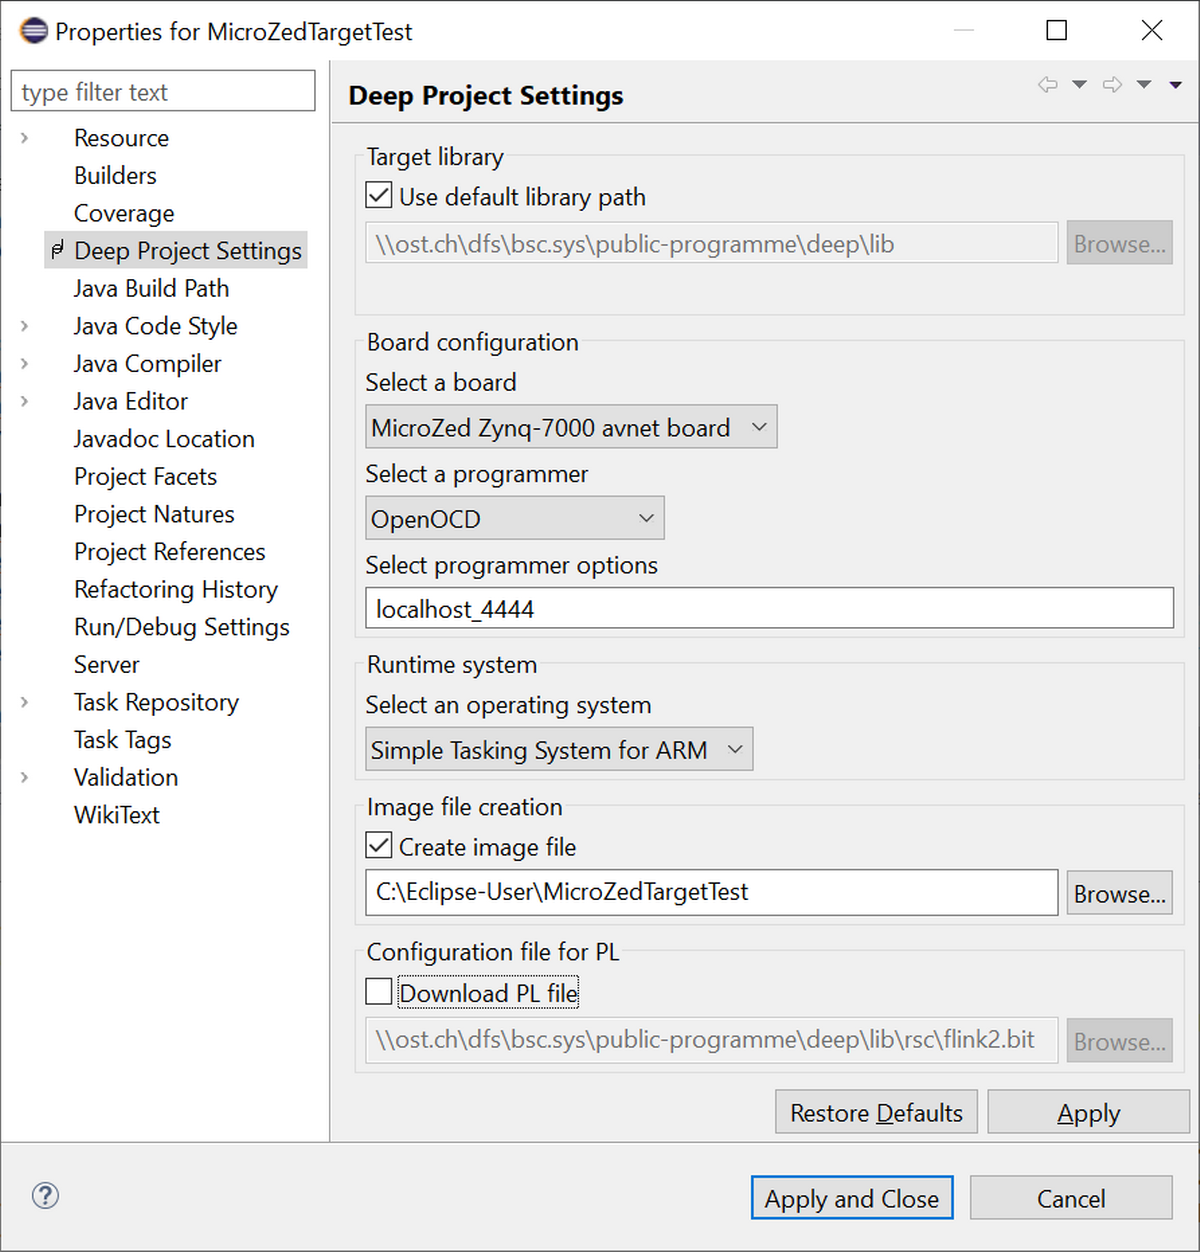 Properties for MicroZedTargetTest
type filter text
Resource
Builders
Coverage
Deep Project Settings
Java Build Path
Java Code Style
Java Compiler
Java Editor
Javadoc Location
Project Facets
Project Natures
Project References
Refactoring History
Run/Debug Settings
Server
Task Repository
Task Tags
Validation
WikiText
Deep Project Settings
Target library
Use default library path
\\ost.ch\dfs\bsc.sys\public-programme\deep\lib Browse...
Board configuration
Select a board
MicroZed Zynq-7000 avnet board
Select a programmer
OpenOCD
Select programmer options
localhost_4444
Runtime system
Select an operating system
Simple Tasking System for ARM
Image file creation
Create image file
C:\Eclipse-User\MicroZedTargetTest Browse...
Configuration file for PL
Download PL file
\\ost.ch\dfs\bsc.sys\public-programme\deep\lib\rsc\flink2.bit Browse...
Restore Defaults Apply
? Apply and Close Cancel